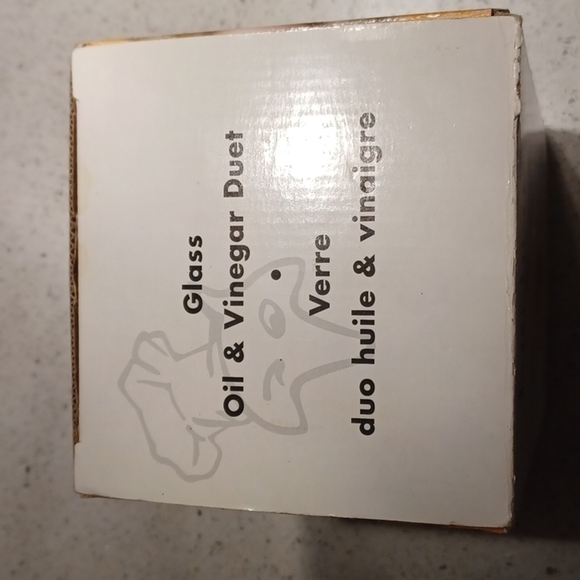 Glass
Oil & Vinegar Duet
•
Verre
duo huile & vinaigre